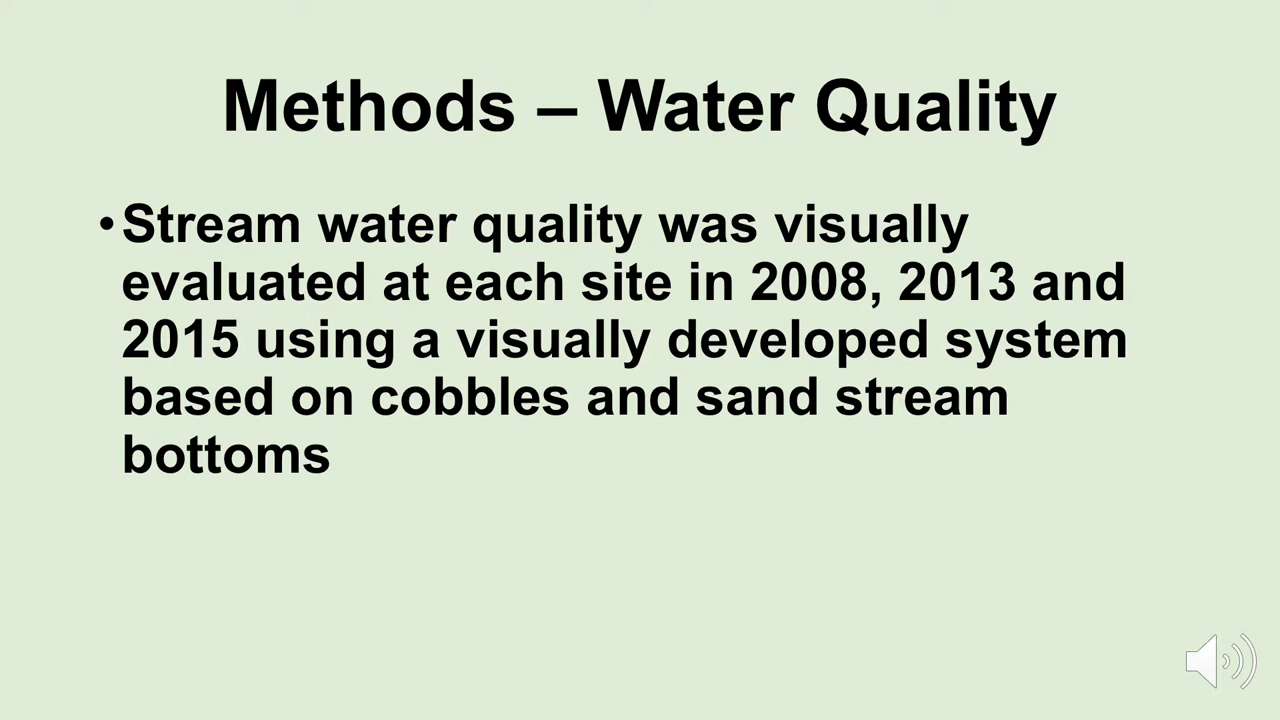 Methods – Water Quality
•Stream water quality was visually
evaluated at each site in 2008, 2013 and
2015 using a visually developed system
based on cobbles and sand stream
bottoms